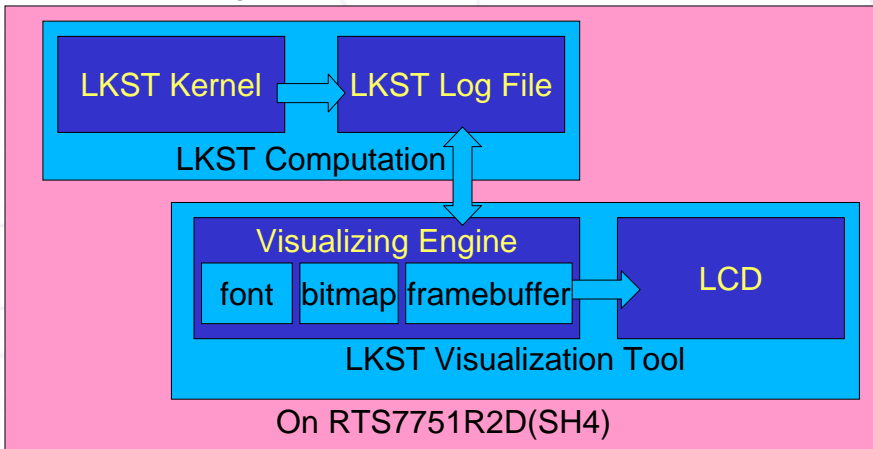 LKST Kernel
LKST Log File
LKST Computation
Visualizing Engine
font
bitmap
framebuffer
LCD
LKST Visualization Tool
On RTS7751R2D(SH4)